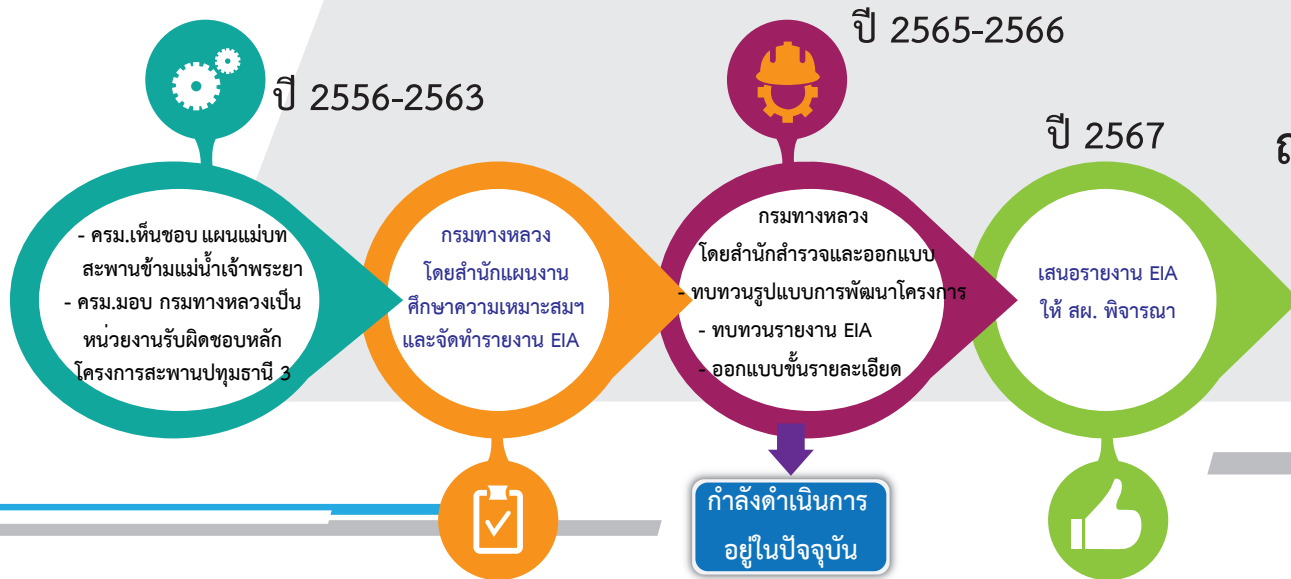 ปี 2556-2563
- ครม.เห็นชอบ แผนแม่บท
สะพานข้ามแม่น้ำเจ้าพระยา
- ครม.มอบ กรมทางหลวงเป็น
หน่วยงานรับผิดชอบหลัก
โครงการสะพานปทุมธานี 3
กรมทางหลวง
โดยสำนักแผนงาน
ศึกษาความเหมาะสมฯ
และจัดทำรายงาน EIA
ปี 2565-2566
กรมทางหลวง
โดยสำนักสำรวจและออกแบบ
- ทบทวนรูปแบบการพัฒนาโครงการ
- ทบทวนรายงาน EIA
- ออกแบบขั้นรายละเอียด
กำลังดำเนินการ
อยู่ในปัจจุบัน
ปี 2567
เสนอรายงาน EIA
ให้ สผ. พิจารณา